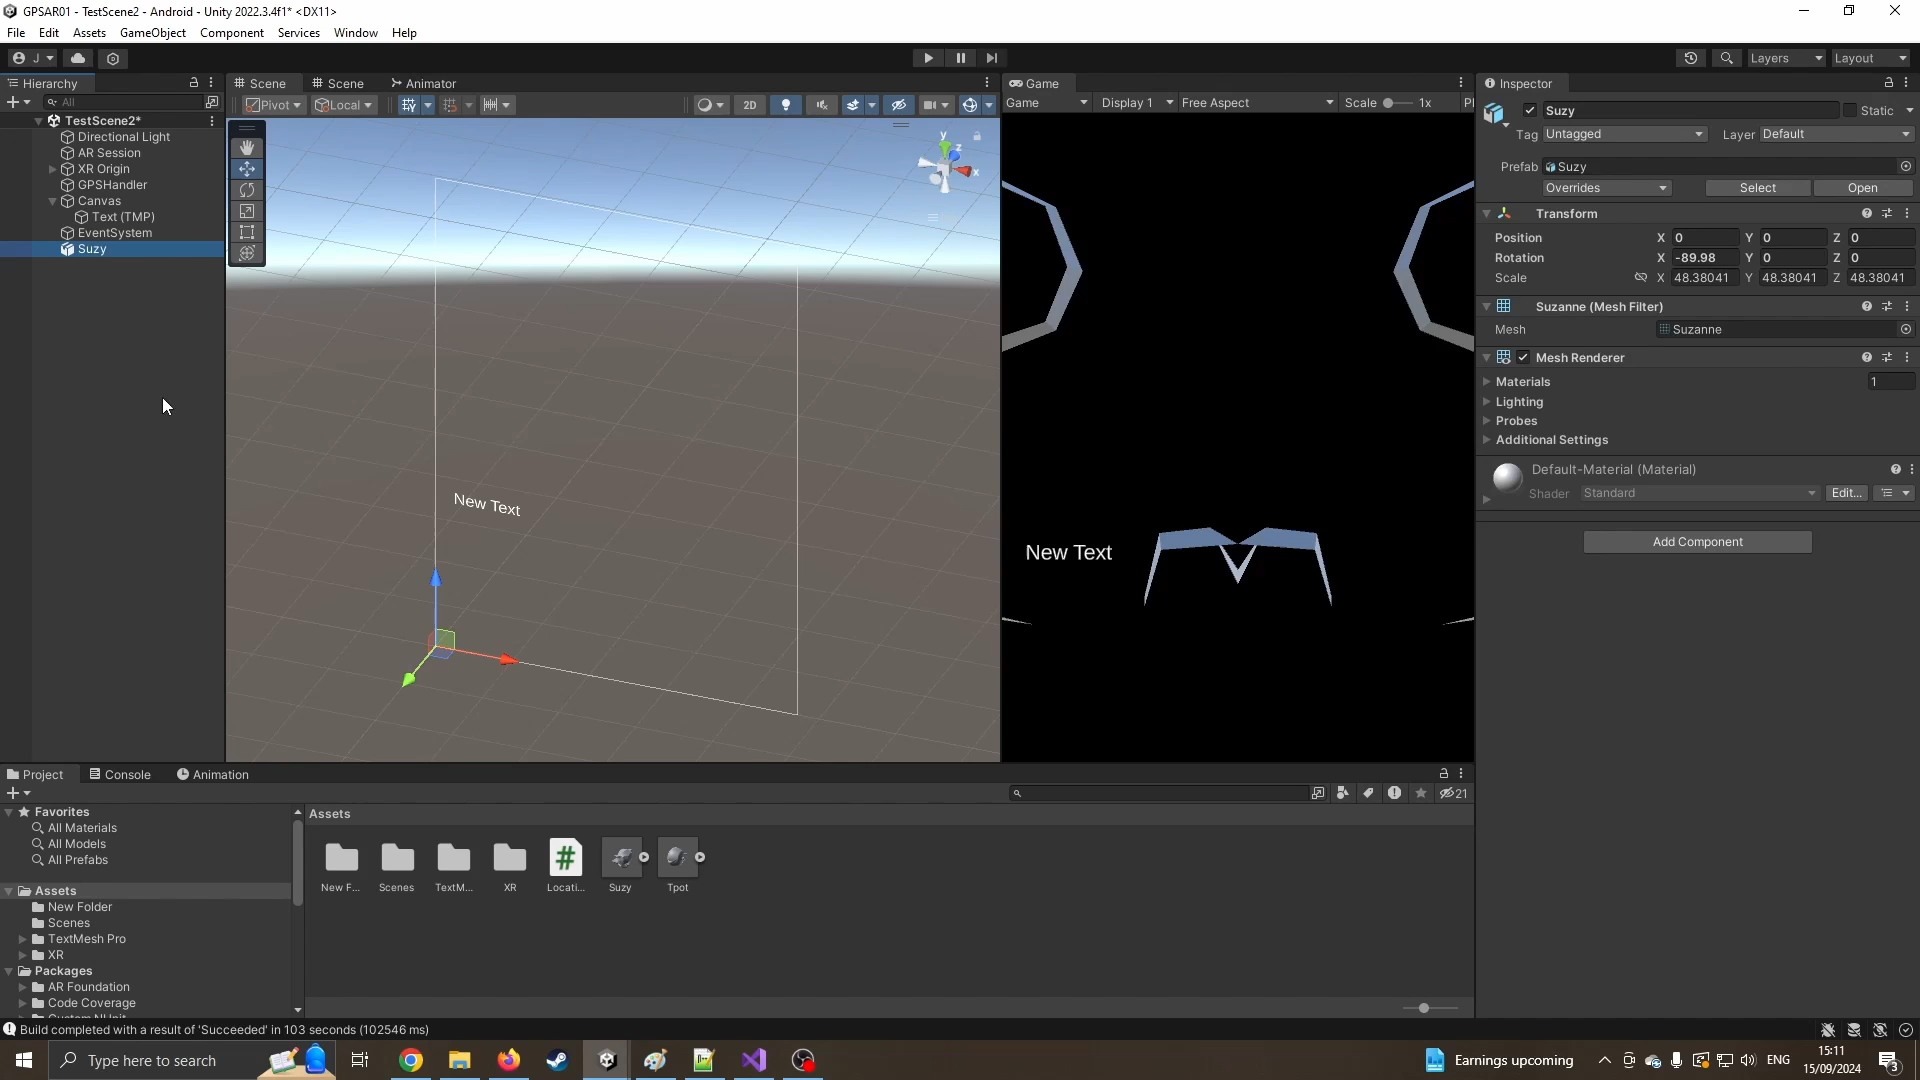 GPSAR01 - TestScene2 - Android - Unity 2022.3.4f1* <DX11>
File Edit Assets GameObject Component Services Window Help
J
Layers Layout
Hierarchy
All
TestScene2*
Directional Light
AR Session
XR Origin
GPSHandler
Canvas
Text (TMP)
EventSystem
Suzy
Scene Scene Animator
Pivot Local 2D
y
z
x
New Text
Game
Game Display 1 Free Aspect Scale 1x Pl
New Text
Inspector
Suzy Static
Tag Untagged Layer Default
Prefab Suzy
Overrides Select Open
Transform
Position X 0 Y 0 Z 0
Rotation X -89.98 Y 0 Z 0
Scale X 48.38041 Y 48.38041 Z 48.38041
Suzanne (Mesh Filter)
Mesh Suzanne
Mesh Renderer
Materials 1
Lighting
Probes
Additional Settings
Default-Material (Material)
Shader Standard Edit...
Add Component
Project Console Animation
21
Favorites
All Materials
All Models
All Prefabs
Assets
New Folder
Scenes
TextMesh Pro
XR
Packages
AR Foundation
Code Coverage
Assets
New F... Scenes TextM... XR Locati... Suzy Tpot
Build completed with a result of 'Succeeded' in 103 seconds (102546 ms)
Type here to search
Earnings upcoming
ENG
15:11
15/09/2024
3